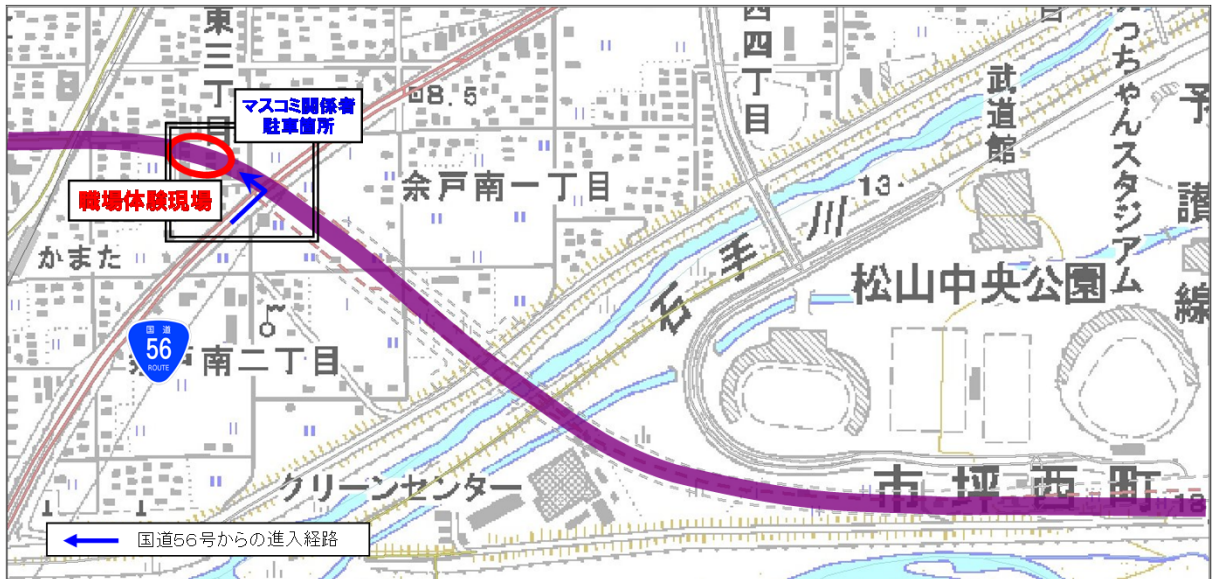 東三丁目
マスコミ関係者
駐車箇所
8.5
四丁目
武道館
っちゃんスタジアム
予讃線
職場体験現場
余戸南一丁目
13
石手川
松山中央公園
かまた
国道
56
ROUTE
戸南二丁目
クリーンセンター
市坪西町
18
国道56号からの進入経路